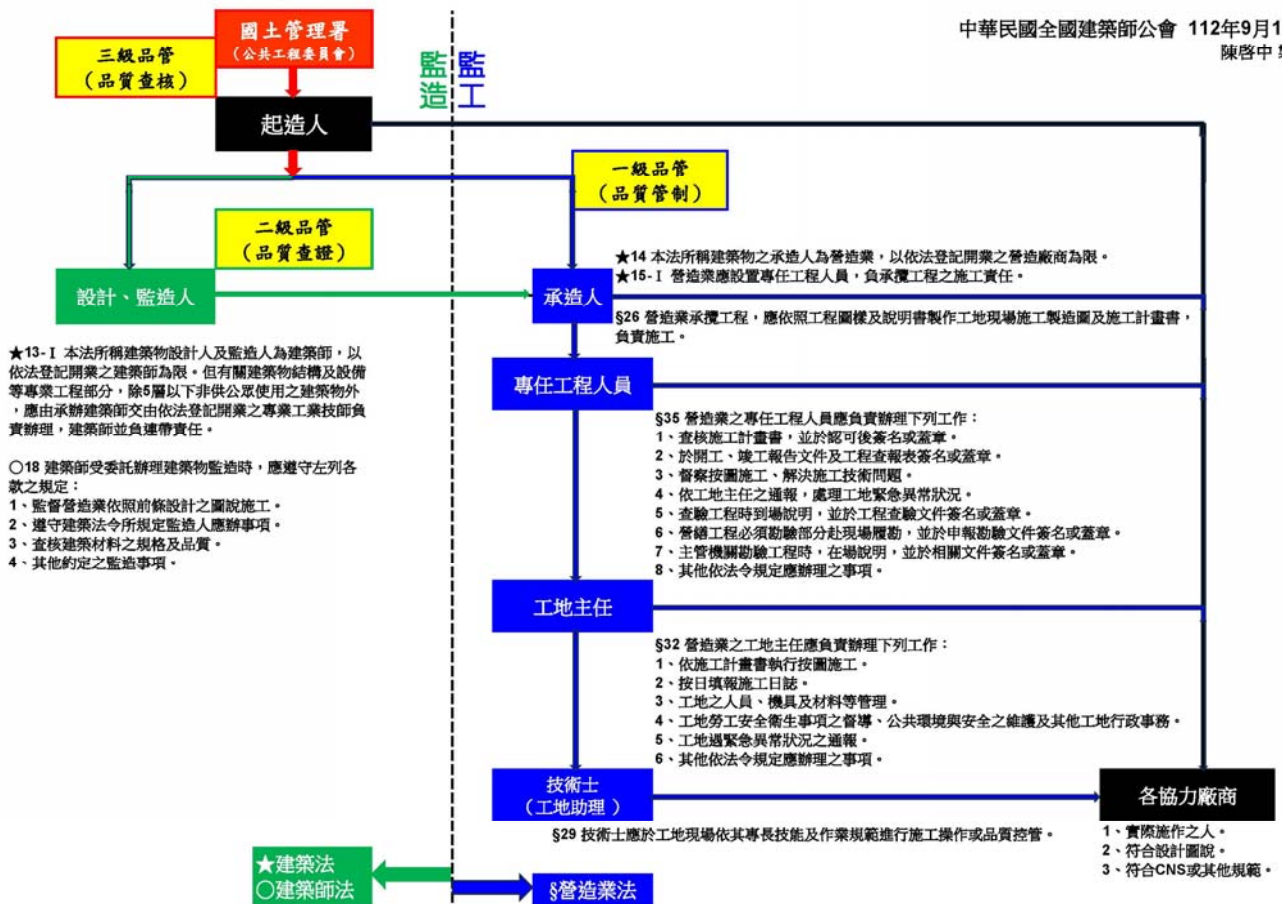 中華民國全國建築師公會 112年9月1
陳啓中
國土管理署
(公共工程委員會)
三級品管
(品質查核)
監造
監工
起造人
一級品管
(品質管制)
二級品管
(品質查證)
設計、監造人
承造人
★14 本法所稱建築物之承造人為營造業，以依法登記開業之營造廠商為限。
★15-I 營造業應設置專任工程人員，負承攬工程之施工責任。
§26 營造業承攬工程，應依照工程圖樣及說明書製作工地現場施工製造圖及施工計畫書，
負責施工。
★13-I 本法所稱建築物設計人及監造人為建築師，以
依法登記開業之建築師為限。但有關建築物結構及設備
等專業工程部分，除5層以下非供公眾使用之建築物外
，應由承辦建築師交由依法登記開業之專業工業技師負
責辦理，建築師並負連帶責任。
○18 建築師受委託辦理建築物監造時，應遵守左列各
款之規定：
1、監督營造業依照前條設計之圖說施工。
2、遵守建築法令所規定監造人應辦事項。
3、查核建築材料之規格及品質。
4、其他約定之監造事項。
專任工程人員
§35 營造業之專任工程人員應負責辦理下列工作：
1、查核施工計畫書，並於認可後簽名或蓋章。
2、於開工、竣工報告文件及工程查報表簽名或蓋章。
3、督察按圖施工、解決施工技術問題。
4、依工地主任之通報，處理工地緊急異常狀況。
5、查驗工程時到場說明，並於工程查驗文件簽名或蓋章。
6、營繕工程必須勘驗部分赴現場履勘，並於申報勘驗文件簽名或蓋章。
7、主管機關勘驗工程時，在場說明，並於相關文件簽名或蓋章。
8、其他依法令規定應辦理之事項。
工地主任
§32 營造業之工地主任應負責辦理下列工作：
1、依施工計畫書執行按圖施工。
2、按日填報施工日誌。
3、工地之人員、機具及材料等管理。
4、工地勞工安全衛生事項之督導、公共環境與安全之維護及其他工地行政事務。
5、工地遇緊急異常狀況之通報。
6、其他依法令規定應辦理之事項。
技術士
(工地助理)
各協力廠商
§29 技術士應於工地現場依其專長技能及作業規範進行施工操作或品質控管。
1、實際施作之人。
2、符合設計圖說。
3、符合CNS或其他規範。
★建築法
○建築師法
§營造業法